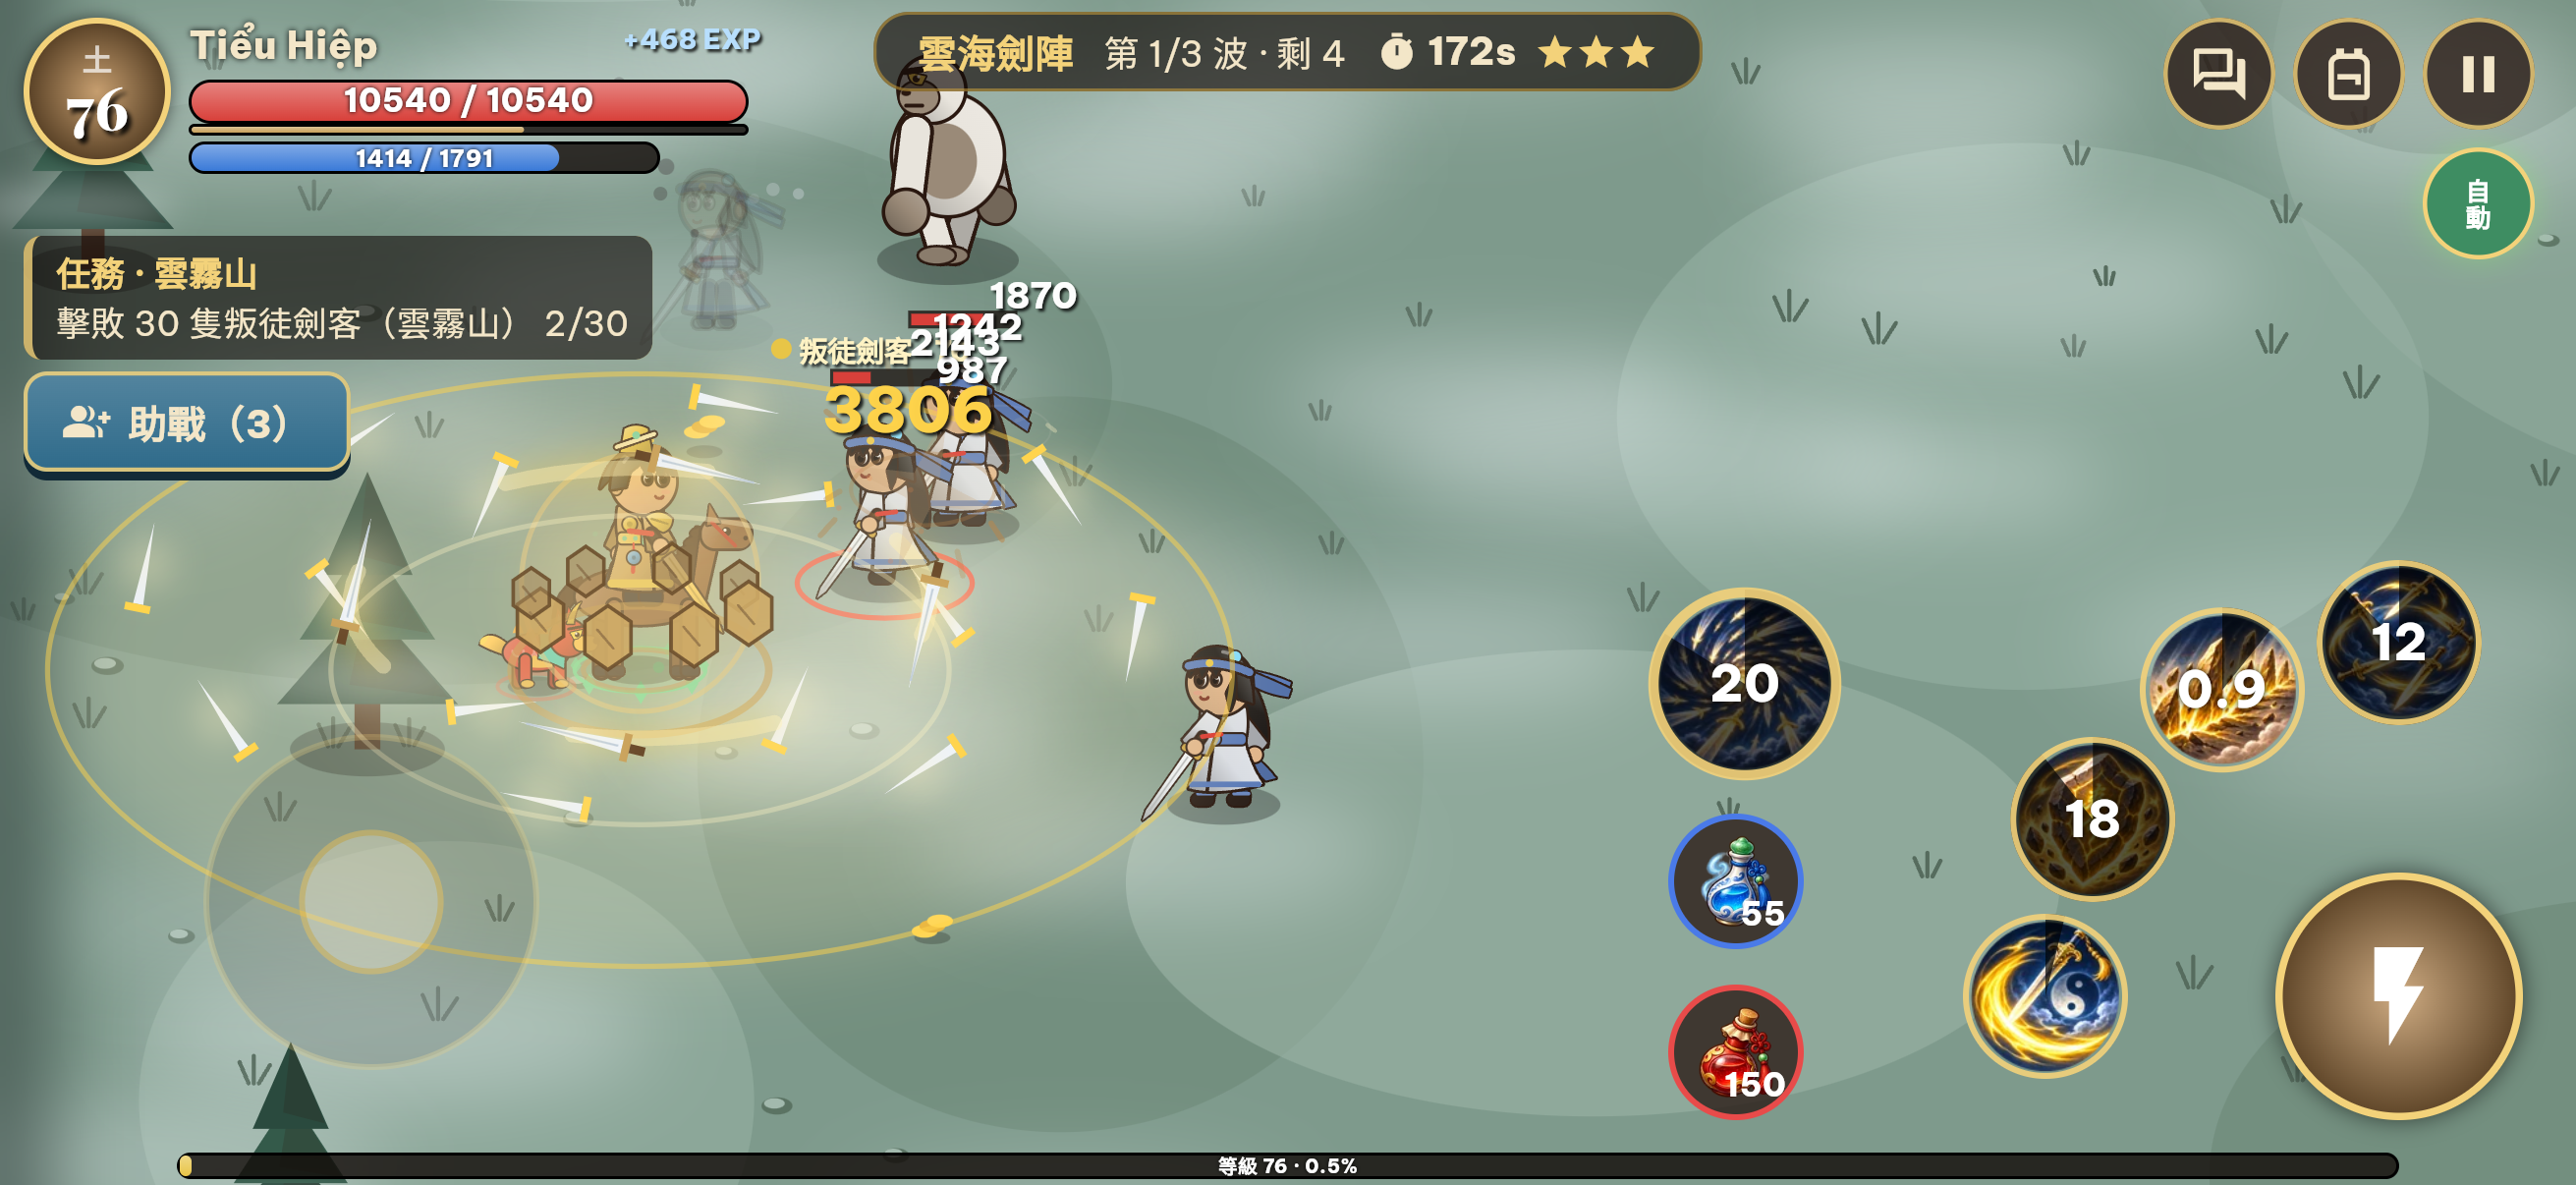 土
76
Tiểu Hiệp
+468 EXP
10540 / 10540
1414 / 1791
雲海劍陣 第 1/3 波 · 剩 4 172s
自動
任務 · 雲霧山
擊敗 30 隻叛徒劍客（雲霧山） 2/30
助戰（3）
1870
1242
2143
叛徒劍客
987
3806
20
0.9
12
18
55
150
等級 76 · 0.5%